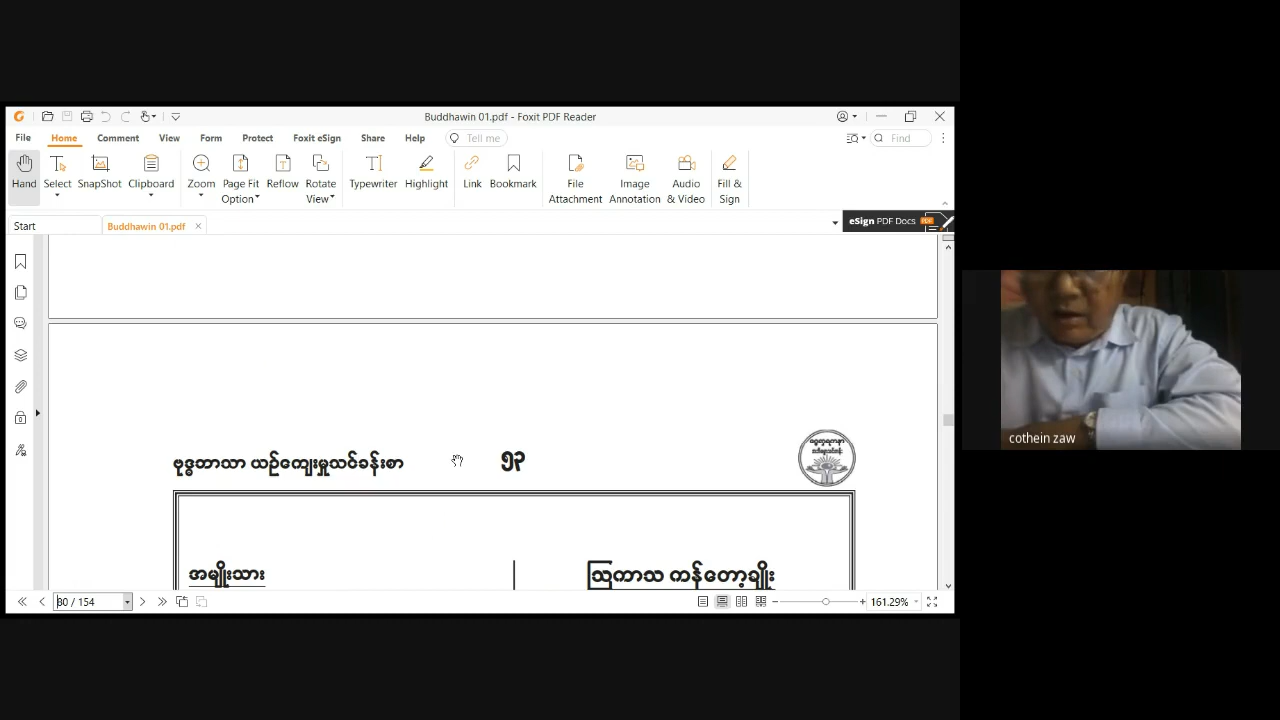 Buddhawin 01.pdf - Foxit PDF Reader
File Home Comment View Form Protect Foxit eSign Share Help Tell me Find
Hand Select SnapShot Clipboard Zoom Page Fit Option Reflow Rotate View Typewriter Highlight Link Bookmark File Attachment Image Annotation Audio & Video Fill & Sign
Start Buddhawin 01.pdf eSign PDF Docs
ဗုဒ္ဓဘာသာ ယဉ်ကျေးမှုသင်ခန်းစာ ၅၃
အမျိုးသား ဩကာသ ကန်တော့ချိုး
80 / 154 161.29%
cothein zaw